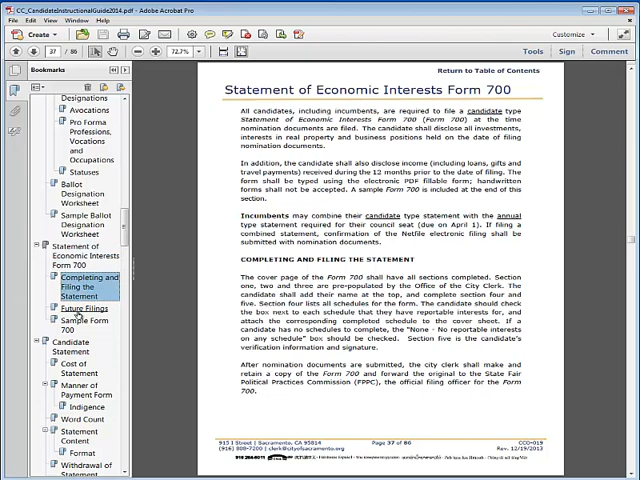 CC_CandidateInstructionalGuide2014.pdf - Adobe Acrobat Pro
File Edit View Window Help
Create
Customize
37 / 86
72.7%
Tools Sign Comment
Bookmarks
Designations
Avocations
Pro Forma
Professions,
Vocations
and
Occupations
Statuses
Ballot
Designation
Worksheet
Sample Ballot
Designation
Worksheet
Statement of
Economic Interests
Form 700
Completing and
Filing the
Statement
Future Filings
Sample Form
700
Candidate
Statement
Cost of
Statement
Manner of
Payment Form
Indigence
Word Count
Statement
Content
Format
Withdrawal of
Statement
Return to Table of Contents
Statement of Economic Interests Form 700
All candidates, including incumbents, are required to file a candidate type
Statement of Economic Interests Form 700 (Form 700) at the time
nomination documents are filed. The candidate shall disclose all investments,
interests in real property and business positions held on the date of filing
nomination documents.
In addition, the candidate shall also disclose income (including loans, gifts and
travel payments) received during the 12 months prior to the date of filing. The
form shall be typed using the electronic PDF fillable form; handwritten
forms shall not be accepted. A sample Form 700 is included at the end of this
section.
Incumbents may combine their candidate type statement with the annual
type statement required for their council seat (due on April 1). If filing a
combined statement, confirmation of the Netfile electronic filing shall be
submitted with nomination documents.
COMPLETING AND FILING THE STATEMENT
The cover page of the Form 700 shall have all sections completed. Section
one, two and three are pre-populated by the Office of the City Clerk. The
candidate shall add their name at the top, and complete section four and
five. Section four lists all schedules for the form. The candidate should check
the box next to each schedule that they have reportable interests for, and
attach the corresponding completed schedule to the cover sheet. If a
candidate has no schedules to complete, the "None - No reportable interests
on any schedule" box should be checked. Section five is the candidate's
verification information and signature.
After nomination documents are submitted, the city clerk shall make and
retain a copy of the Form 700 and forward the original to the State Fair
Political Practices Commission (FPPC), the official filing officer for the Form
700.
915 I Street | Sacramento, CA 95814 Page 37 of 86 CCO-019
(916) 808-7200 | clerk@cityofsacramento.org Rev. 12/19/2013